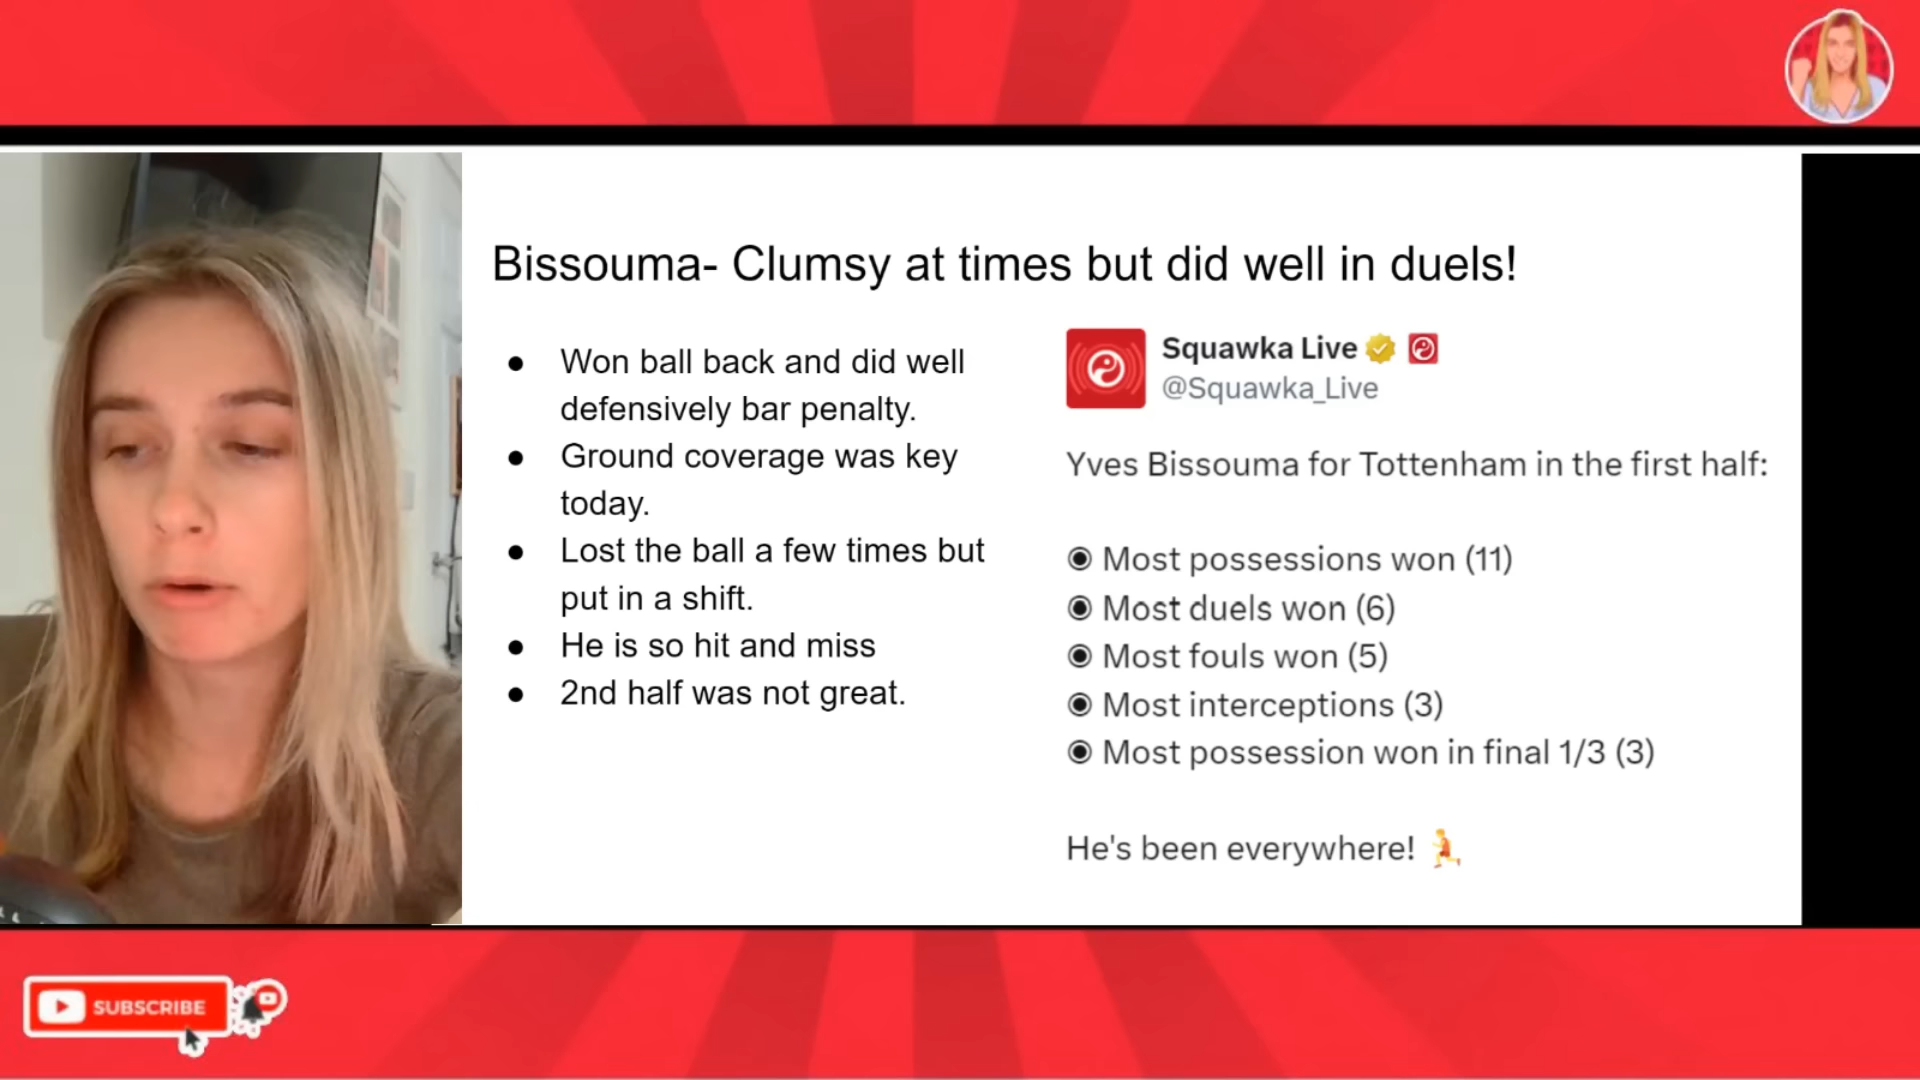 Bissouma- Clumsy at times but did well in duels!
● Won ball back and did well
defensively bar penalty.
● Ground coverage was key
today.
● Lost the ball a few times but
put in a shift.
● He is so hit and miss
● 2nd half was not great.
Squawka Live
@Squawka_Live
Yves Bissouma for Tottenham in the first half:
◉ Most possessions won (11)
◉ Most duels won (6)
◉ Most fouls won (5)
◉ Most interceptions (3)
◉ Most possession won in final 1/3 (3)
He's been everywhere! 🏃
SUBSCRIBE